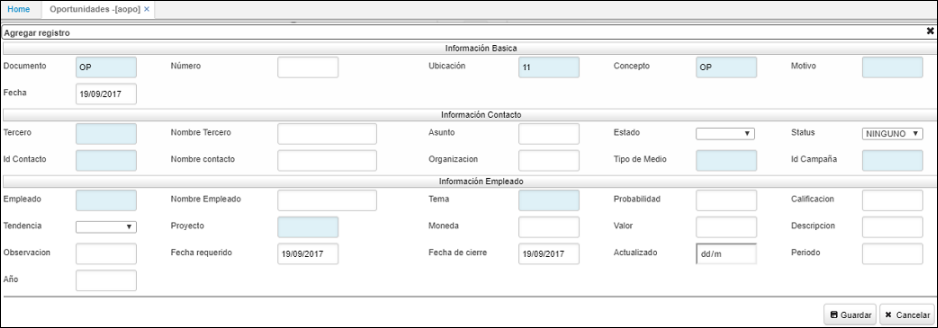 Home Oportunidades -[aopo] ×
Agregar registro ✖
Información Basica
Documento OP Número Ubicación 11 Concepto OP Motivo
Fecha 19/09/2017
Información Contacto
Tercero Nombre Tercero Asunto Estado Status NINGUNO
Id Contacto Nombre contacto Organizacion Tipo de Medio Id Campaña
Información Empleado
Empleado Nombre Empleado Tema Probabilidad Calificacion
Tendencia Proyecto Moneda Valor Descripcion
Observacion Fecha requerido 19/09/2017 Fecha de cierre 19/09/2017 Actualizado dd/m Periodo
Año
Guardar ✖ Cancelar